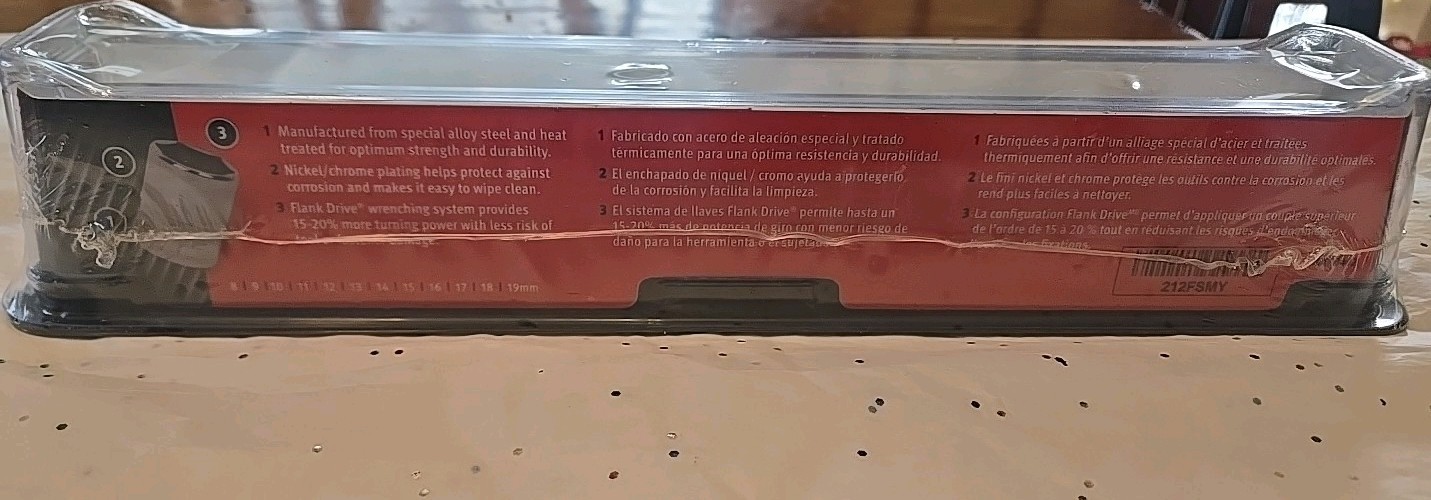 3
2
1
1 Manufactured from special alloy steel and heat
treated for optimum strength and durability.
2 Nickel/chrome plating helps protect against
corrosion and makes it easy to wipe clean.
3 Flank Drive® wrenching system provides
15-20% more turning power with less risk of
8 | 9 | 10 | 11 | 12 | 13 | 14 | 15 | 16 | 17 | 18 | 19mm
1 Fabricado con acero de aleación especial y tratado
térmicamente para una óptima resistencia y durabilidad.
2 El enchapado de níquel / cromo ayuda a protegerlo
de la corrosión y facilita la limpieza.
3 El sistema de llaves Flank Drive® permite hasta un
15-20% más de potencia de giro con menor riesgo de
daño para la herramienta o el sujetador
1 Fabriquées à partir d'un alliage spécial d'acier et traitées
thermiquement afin d'offrir une résistance et une durabilité optimales.
2 Le fini nickel et chrome protège les outils contre la corrosion et les
rend plus faciles à nettoyer.
3 La configuration Flank Drive permet d'appliquer un couple supérieur
de l'ordre de 15 à 20 % tout en réduisant les risques
les fixations.
212FSMY